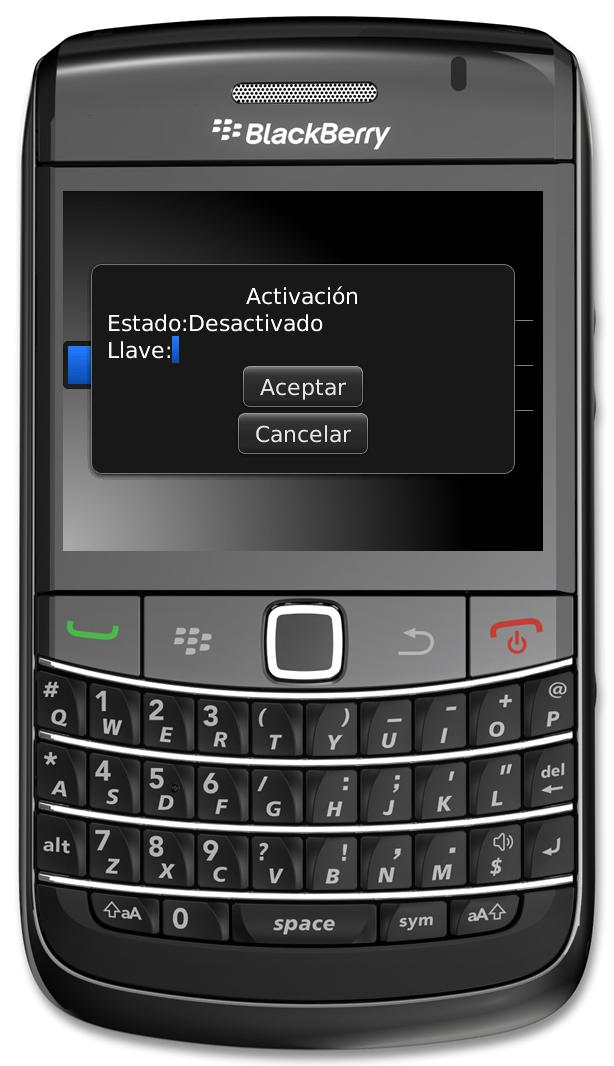 BlackBerry
Activación
Estado:Desactivado
Llave:
Aceptar
Cancelar
# Q 1 W 2 E 3 R ( T ) Y _ U - I + O @ P
* A 4 S 5 D 6 F / G : H ; J ' K " L del
alt 7 Z 8 X 9 C ? V ! B , N . M $
aA 0 space sym aA